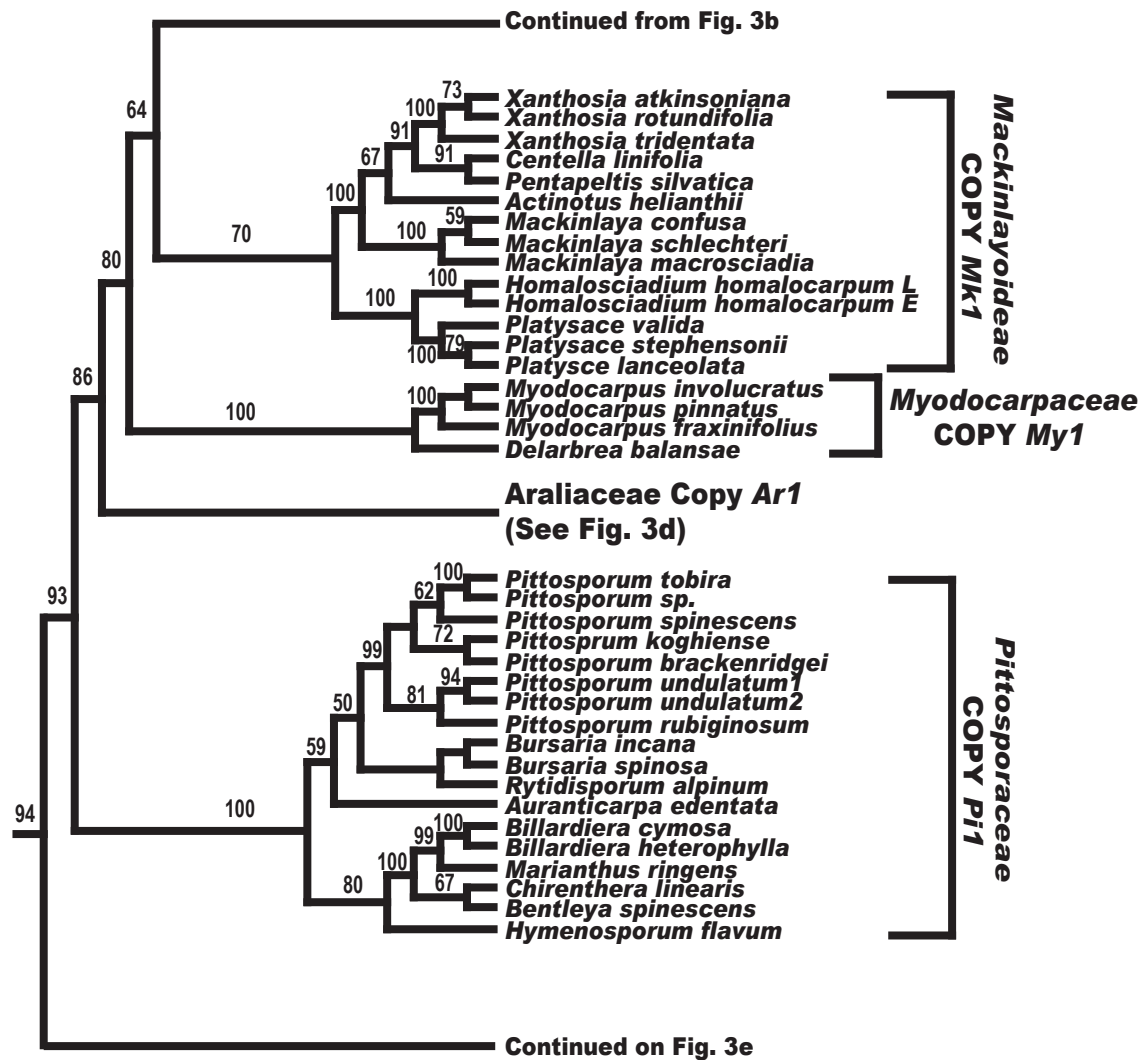 Continued from Fig. 3b
64
73
Xanthosia atkinsoniana
100
Xanthosia rotundifolia
91
Xanthosia tridentata
67
91
Centella linifolia
Pentapeltis silvatica
100
Actinotus helianthii
59
Mackinlaya confusa
70
100
Mackinlaya schlechteri
Mackinlaya macrosciadia
80
100
Homalosciadium homalocarpum L
100
Homalosciadium homalocarpum E
Platysace valida
79
Platysace stephensonii
100
Platysce lanceolata
Mackinlayoideae
COPY Mk1
86
Myodocarpus involucratus
100
100
Myodocarpus pinnatus
Myodocarpus fraxinifolius
Delarbrea balansae
Myodocarpaceae
COPY My1
Araliaceae Copy Ar1
(See Fig. 3d)
93
100
Pittosporum tobira
62
Pittosporum sp.
Pittosporum spinescens
99
72
Pittosprum koghiense
Pittosporum brackenridgei
94
Pittosporum undulatum1
81
Pittosporum undulatum2
50
Pittosporum rubiginosum
59
Bursaria incana
Bursaria spinosa
Rytidisporum alpinum
94
100
Auranticarpa edentata
100
Billardiera cymosa
99
Billardiera heterophylla
100
Marianthus ringens
80
67
Chirenthera linearis
Bentleya spinescens
Hymenosporum flavum
Pittosporaceae
COPY Pi1
Continued on Fig. 3e